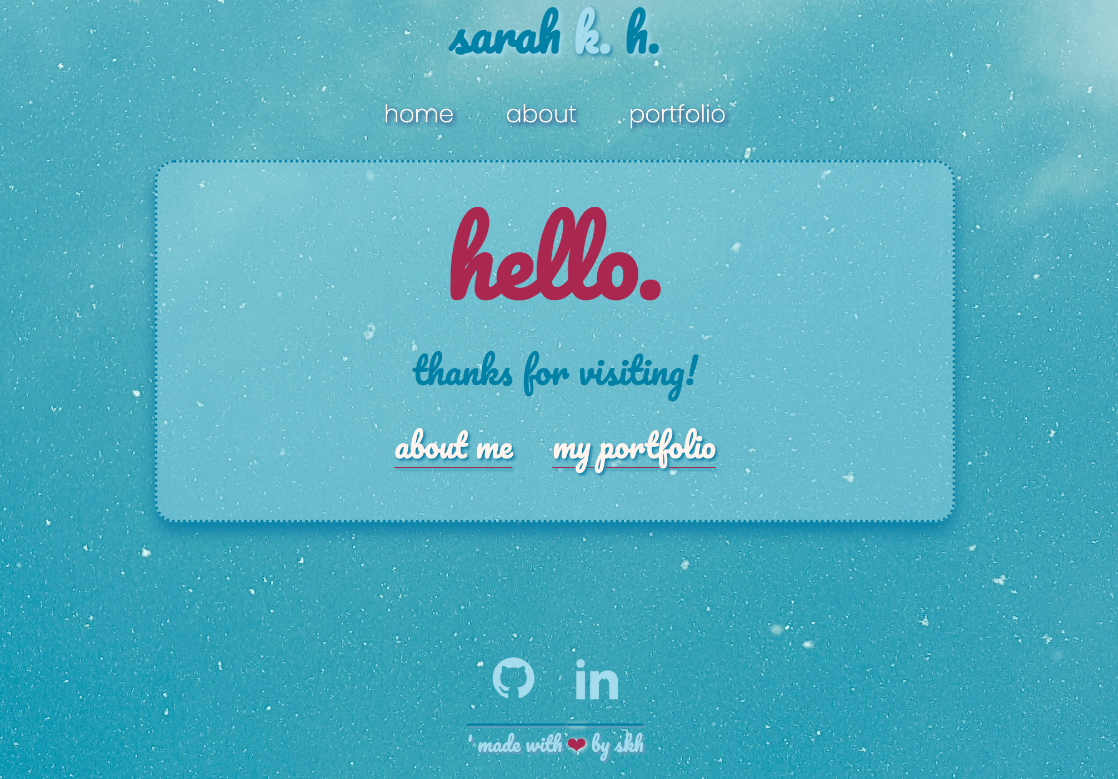 sarah k. h.
home about portfolio
hello.
thanks for visiting!
about me my portfolio
in
made with ❤ by skh